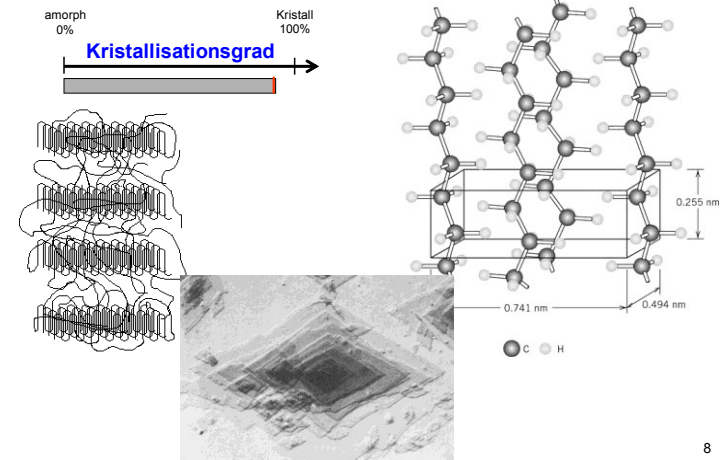 amorph
0%
Kristall
100%
Kristallisationsgrad
0.255 nm
0.741 nm
0.494 nm
C
H
8